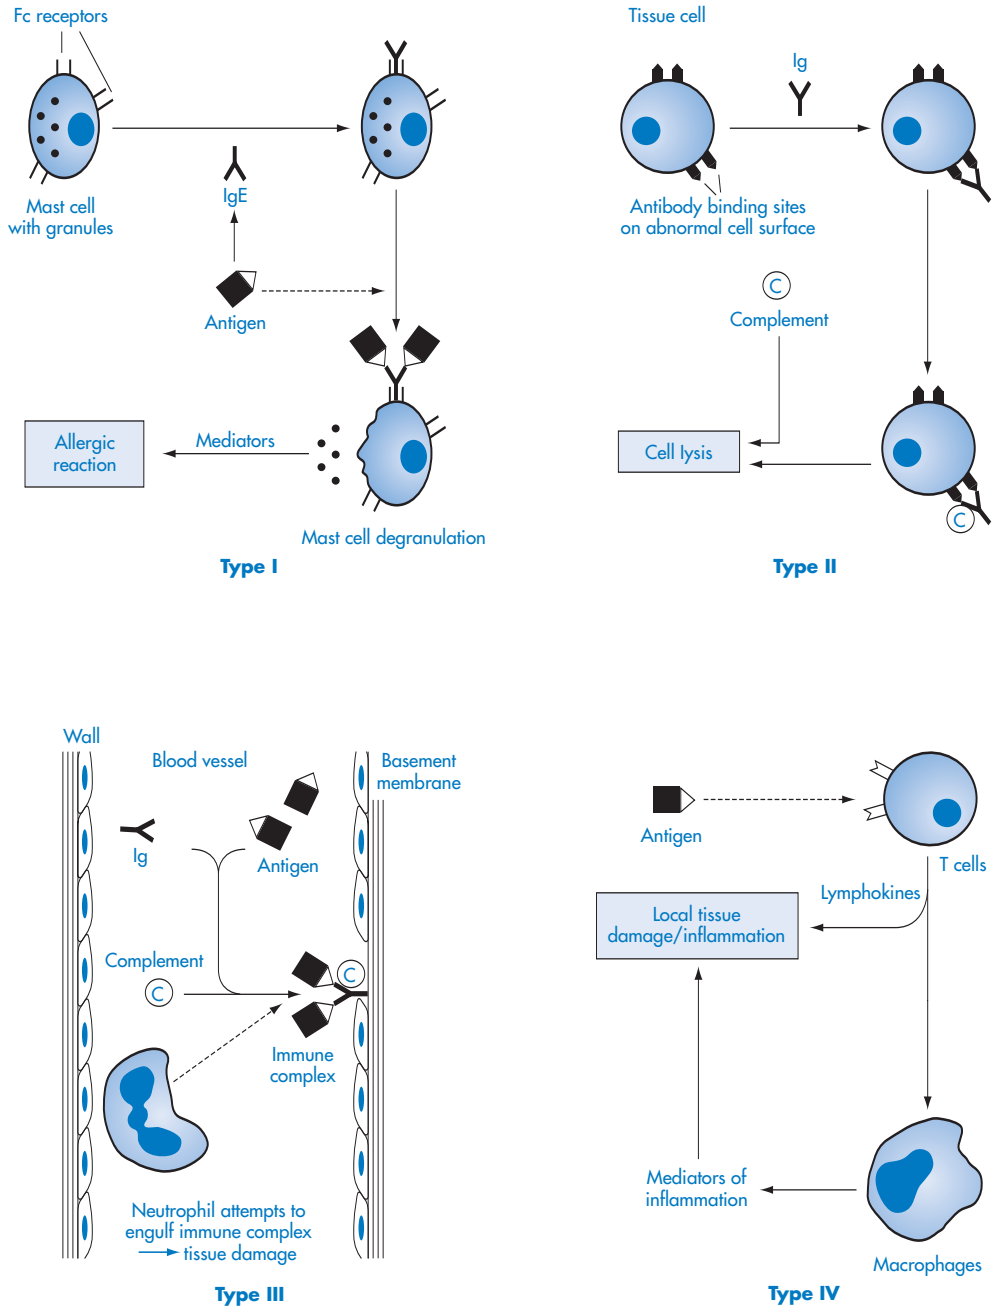 Fc receptors
IgE
Mast cell
with granules
Antigen
Mediators
Allergic
reaction
Mast cell degranulation
Type I
Tissue cell
Ig
Antibody binding sites
on abnormal cell surface
C
Complement
Cell lysis
C
Type II
Wall
Blood vessel
Basement
membrane
Ig
Antigen
Complement
C
C
Immune
complex
Neutrophil attempts to
engulf immune complex
tissue damage
Type III
Antigen
T cells
Lymphokines
Local tissue
damage/inflammation
Mediators of
inflammation
Macrophages
Type IV